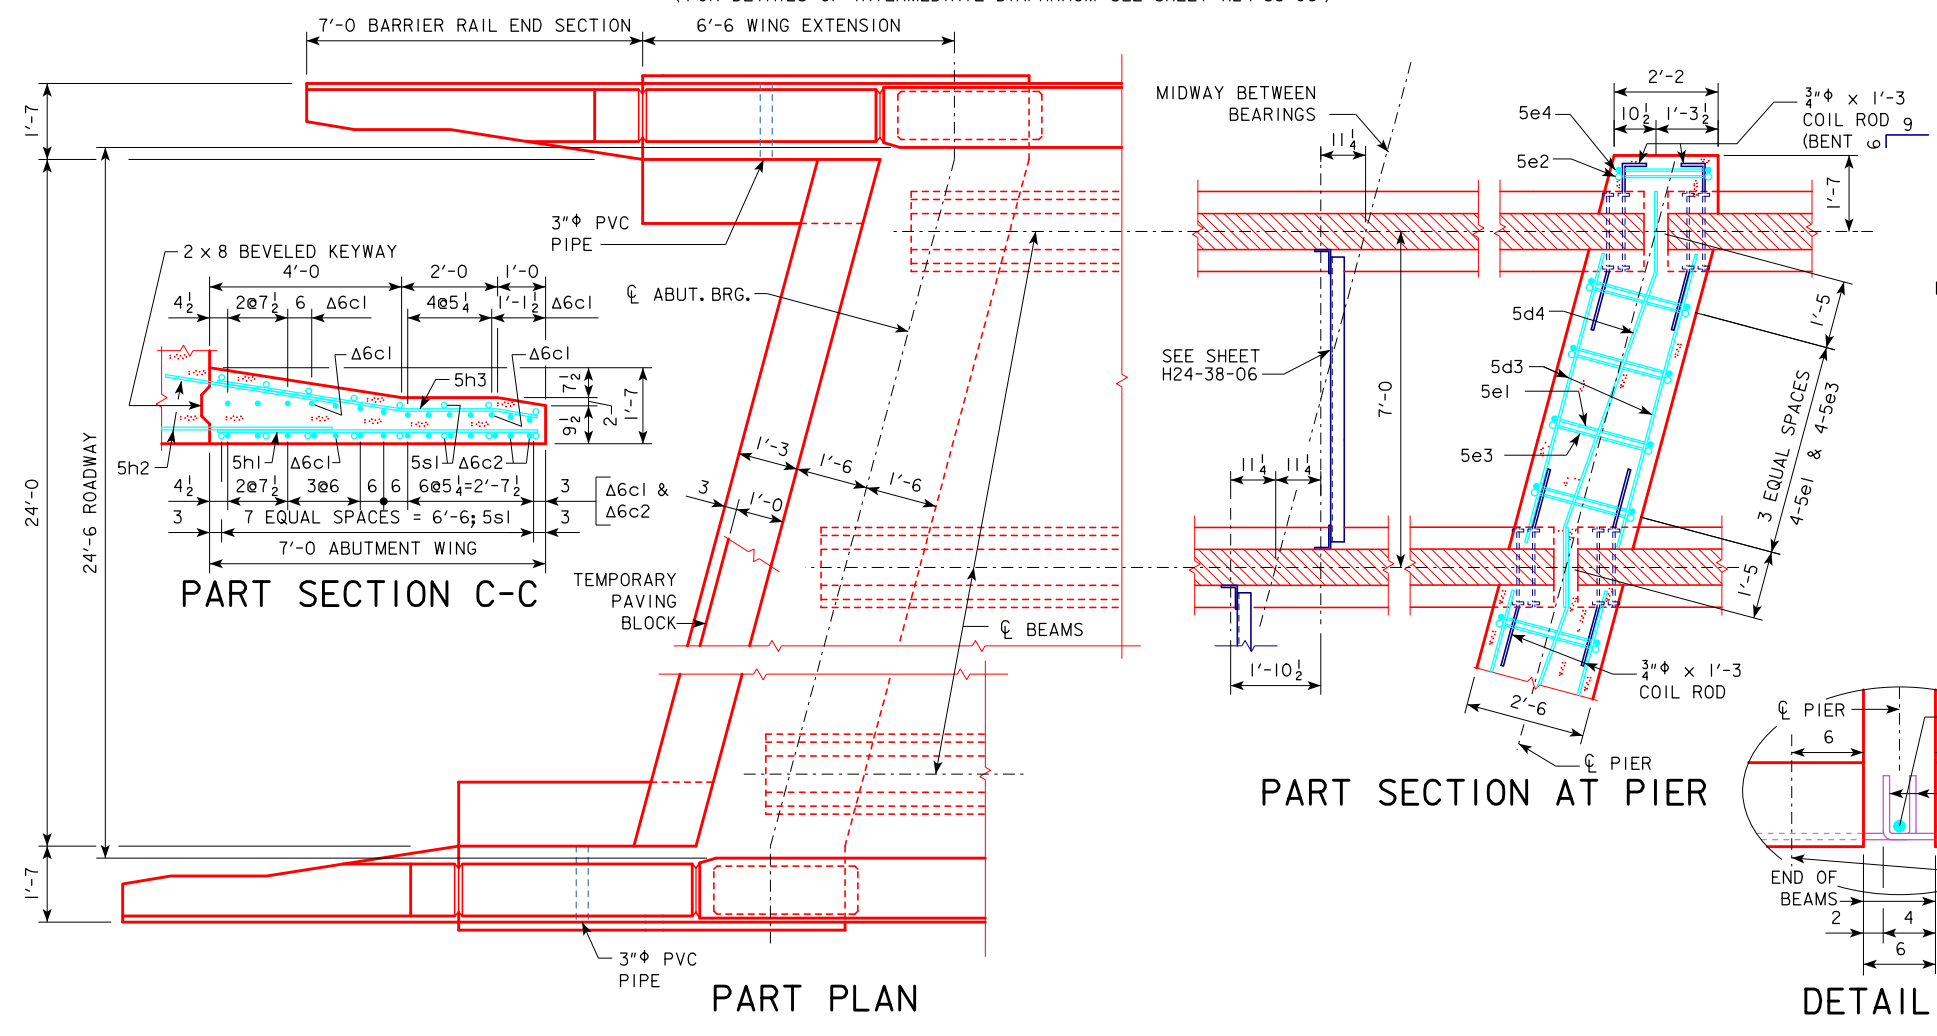 7'-0 BARRIER RAIL END SECTION
6'-6 WING EXTENSION
1'-7
24'-0
24'-6 ROADWAY
1'-7
3"Φ PVC
PIPE
2 x 8 BEVELED KEYWAY
4'-0
2'-0
1'-0
4½
2@7½
6
Δ6c1
4@5¼
1'-1½
Δ6c1
Δ6c1
Δ6c1
5h3
7½
2
9½
1'-7
5h2
5h1
Δ6c1
5s1
Δ6c2
4½
2@7½
3@6
6
6
6@5¼=2'-7½
3
Δ6c1 &
Δ6c2
3
7 EQUAL SPACES = 6'-6; 5s1
3
7'-0 ABUTMENT WING
PART SECTION C-C
℄ ABUT. BRG.
1'-3
1'-6
1'-6
3
1'-0
TEMPORARY
PAVING
BLOCK
℄ BEAMS
3"Φ PVC
PIPE
PART PLAN
MIDWAY BETWEEN
BEARINGS
11¼
SEE SHEET
H24-38-06
7'-0
11¼
11¼
1'-10½
2'-2
10½
1'-3½
5e4
5e2
¾"Φ x 1'-3
COIL ROD
(BENT
6
9
1'-7
5d4
5d3
5e1
5e3
1'-5
3 EQUAL SPACES
4-5e1 & 4-5e3
1'-5
¾"Φ x 1'-3
COIL ROD
2'-6
℄ PIER
PART SECTION AT PIER
℄ PIER
6
END OF
BEAMS
2
4
6
DETAIL